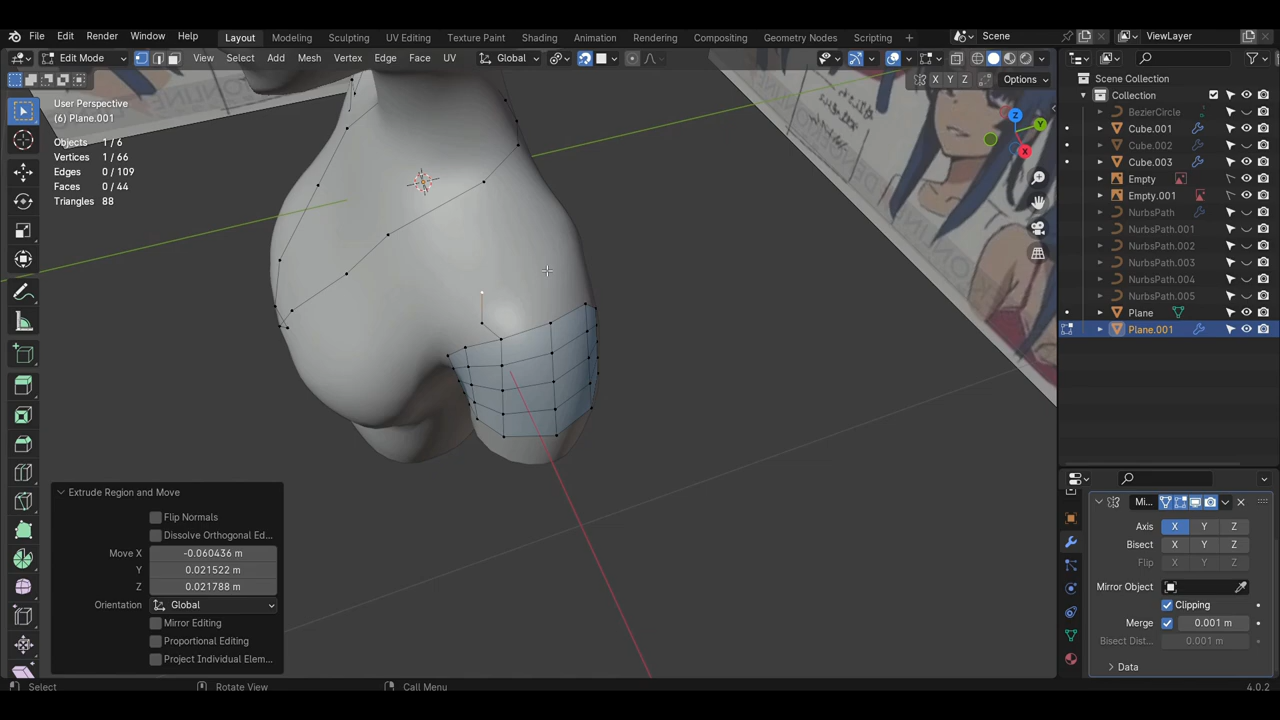 File Edit Render Window Help
Layout Modeling Sculpting UV Editing Texture Paint Shading Animation Rendering Compositing Geometry Nodes Scripting
Scene
ViewLayer
Edit Mode View Select Add Mesh Vertex Edge Face UV
Global
X Y Z
Options
User Perspective
(6) Plane.001
Objects 1/6
Vertices 1/66
Edges 0/109
Faces 0/44
Triangles 88
Z
Y
X
Scene Collection
Collection
BezierCircle
Cube.001
Cube.002
Cube.003
Empty
Empty.001
NurbsPath
NurbsPath.001
NurbsPath.002
NurbsPath.003
NurbsPath.004
NurbsPath.005
Plane
Plane.001
Extrude Region and Move
Flip Normals
Dissolve Orthogonal Ed...
Move X -0.060436 m
Y 0.021522 m
Z 0.021788 m
Orientation Global
Mirror Editing
Proportional Editing
Project Individual Elem...
Mi...
Axis X Y Z
Bisect X Y Z
Flip X Y Z
Mirror Object
Clipping
Merge 0.001 m
Bisect Dist... 0.001 m
Data
Select Rotate View Call Menu 4.0.2